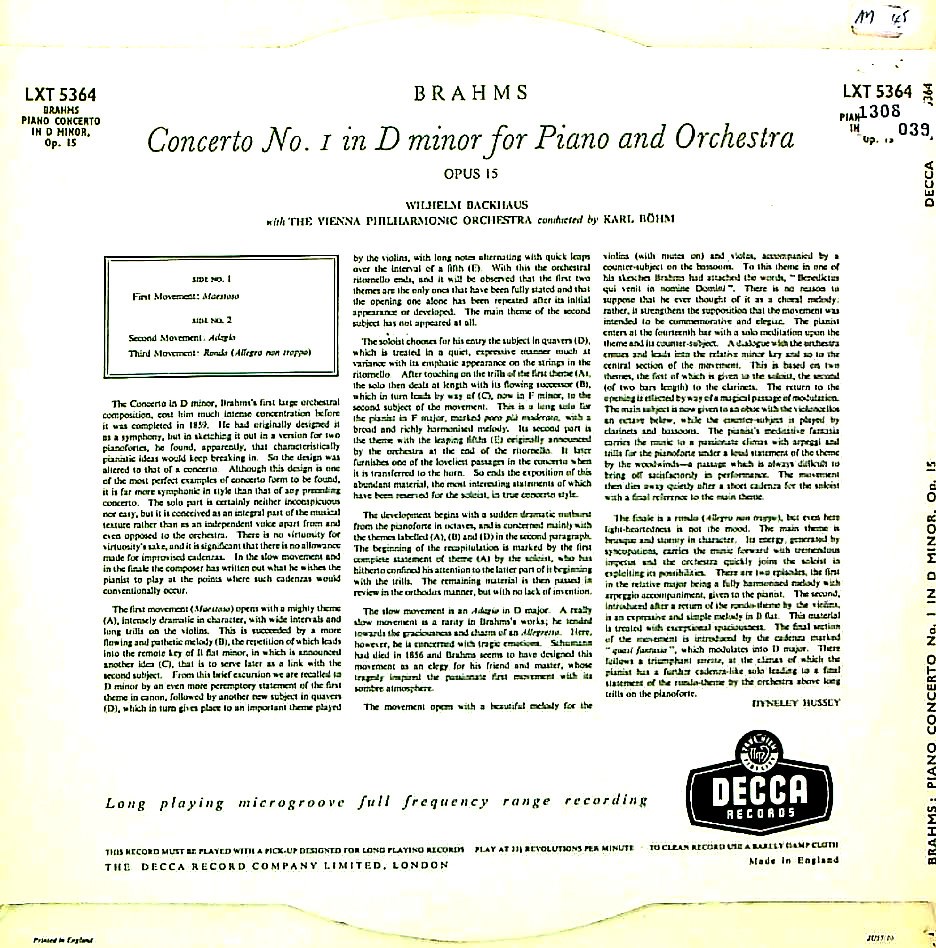 M 45
LXT 5364
BRAHMS
PIANO CONCERTO
IN D MINOR,
Op. 15
BRAHMS
Concerto No. 1 in D minor for Piano and Orchestra
OPUS 15
WILHELM BACKHAUS
with THE VIENNA PHILHARMONIC ORCHESTRA conducted by KARL BÖHM
LXT 5364
1308
IN 039
Op. 15
SIDE NO. 1
First Movement: Maestoso
SIDE NO. 2
Second Movement: Adagio
Third Movement: Rondo (Allegro non troppo)
The Concerto in D minor, Brahms's first large orchestral
composition, cost him much intense concentration before
it was completed in 1859. He had originally designed it
as a symphony, but in sketching it out in a version for two
pianofortes, he found, apparently, that characteristically
pianistic ideas would keep breaking in. So the design was
altered to that of a concerto. Although this design is one
of the most perfect examples of concerto form to be found,
it is far more symphonic in style than that of any preceding
concerto. The solo part is certainly neither inconspicuous
nor easy, but it is conceived as an integral part of the musical
texture rather than as an independent voice apart from and
even opposed to the orchestra. There is no virtuosity for
virtuosity's sake, and it is significant that there is no allowance
made for improvised cadenzas. In the slow movement and
in the finale the composer has written out what he wishes the
pianist to play at the points where such cadenzas would
conventionally occur.
The first movement (Maestoso) opens with a mighty theme
(A), intensely dramatic in character, with wide intervals and
long trills on the violins. This is succeeded by a more
flowing and pathetic melody (B), the repetition of which leads
into the remote key of B flat minor, in which is announced
another idea (C), that is to serve later as a link with the
second subject. From this brief excursion we are recalled to
D minor by an even more peremptory statement of the first
theme in canon, followed by another new subject in quavers
(D), which in turn gives place to an important theme played
by the violins, with long notes alternating with quick leaps
over the interval of a fifth (E). With this the orchestral
ritornello ends, and it will be observed that the first two
themes are the only ones that have been fully stated and that
the opening one alone has been repeated after its initial
appearance or developed. The main theme of the second
subject has not appeared at all.
The soloist chooses for his entry the subject in quavers (D),
which is treated in a quiet, expressive manner much at
variance with its emphatic appearance on the strings in the
ritornello. After touching on the trills of the first theme (A),
the solo then deals at length with its flowing successor (B),
which in turn leads by way of (C), now in F minor, to the
second subject of the movement. This is a long solo for
the pianist in F major, marked poco più moderato, with a
broad and richly harmonised melody. Its second part is
the theme with the leaping fifths (E) originally announced
by the orchestra at the end of the ritornello. It later
furnishes one of the loveliest passages in the concerto when
it is transferred to the horn. So ends the exposition of this
abundant material, the most interesting statements of which
have been reserved for the soloist, in true concerto style.
The development begins with a sudden dramatic outburst
from the pianoforte in octaves, and is concerned mainly with
the themes labelled (A), (B) and (D) in the second paragraph.
The beginning of the recapitulation is marked by the first
complete statement of theme (A) by the soloist, who has
hitherto confined his attention to the latter part of it beginning
with the trills. The remaining material is then passed in
review in the orthodox manner, but with no lack of invention.
The slow movement is an Adagio in D major. A really
slow movement is a rarity in Brahms's works; he tended
towards the graciousness and charm of an Allegretto. Here,
however, he is concerned with tragic emotions. Schumann
had died in 1856 and Brahms seems to have designed this
movement as an elegy for his friend and master, whose
tragedy inspired the passionate first movement with its
sombre atmosphere.
The movement opens with a beautiful melody for the
violins (with mutes on) and violas, accompanied by a
counter-subject on the bassoons. To this theme in one of
his sketches Brahms had attached the words, "Benedictus
qui venit in nomine Domini". There is no reason to
suppose that he ever thought of it as a choral melody;
rather, it strengthens the supposition that the movement was
intended to be commemorative and elegiac. The pianist
enters at the fourteenth bar with a solo meditation upon the
theme and its counter-subject. A dialogue with the orchestra
ensues and leads into the relative minor key and so to the
central section of the movement. This is based on two
themes, the first of which is given to the soloist, the second
(of two bars length) to the clarinets. The return to the
opening is effected by way of a magical passage of modulation.
The main subject is now given to an oboe with the violoncellos
an octave below, while the counter-subject is played by
clarinets and bassoons. The pianist's meditative fantasia
carries the music to a passionate climax with arpeggi and
trills for the pianoforte under a loud statement of the theme
by the woodwinds—a passage which is always difficult to
bring off satisfactorily in performance. The movement
then dies away quietly after a short cadenza for the soloist
with a final reference to the main theme.
The finale is a rondo (Allegro non troppo), but even here
light-heartedness is not the mood. The main theme is
brusque and stormy in character. Its energy, generated by
syncopations, carries the music forward with tremendous
impetus and the orchestra quickly joins the soloist in
exploiting its possibilities. There are two episodes, the first
in the relative major being a fully harmonised melody with
arpeggio accompaniment, given to the pianist. The second,
introduced after a return of the rondo-theme by the violins,
is an expressive and simple melody in B flat. This material
is treated with exceptional spaciousness. The final section
of the movement is introduced by the cadenza marked
"quasi fantasia", which modulates into D major. There
follows a triumphant stretto, at the climax of which the
pianist has a further cadenza-like solo leading to a final
statement of the rondo-theme by the orchestra above long
trills on the pianoforte.
DYNELEY HUSSEY
Long playing microgroove full frequency range recording
DECCA
RECORDS
THIS RECORD MUST BE PLAYED WITH A PICK-UP DESIGNED FOR LONG PLAYING RECORDS PLAY AT 33⅓ REVOLUTIONS PER MINUTE · TO CLEAN RECORD USE A BARELY DAMP CLOTH
THE DECCA RECORD COMPANY LIMITED, LONDON
Made in England
Printed in England
DECCA
BRAHMS: PIANO CONCERTO No. 1 IN D MINOR, Op. 15